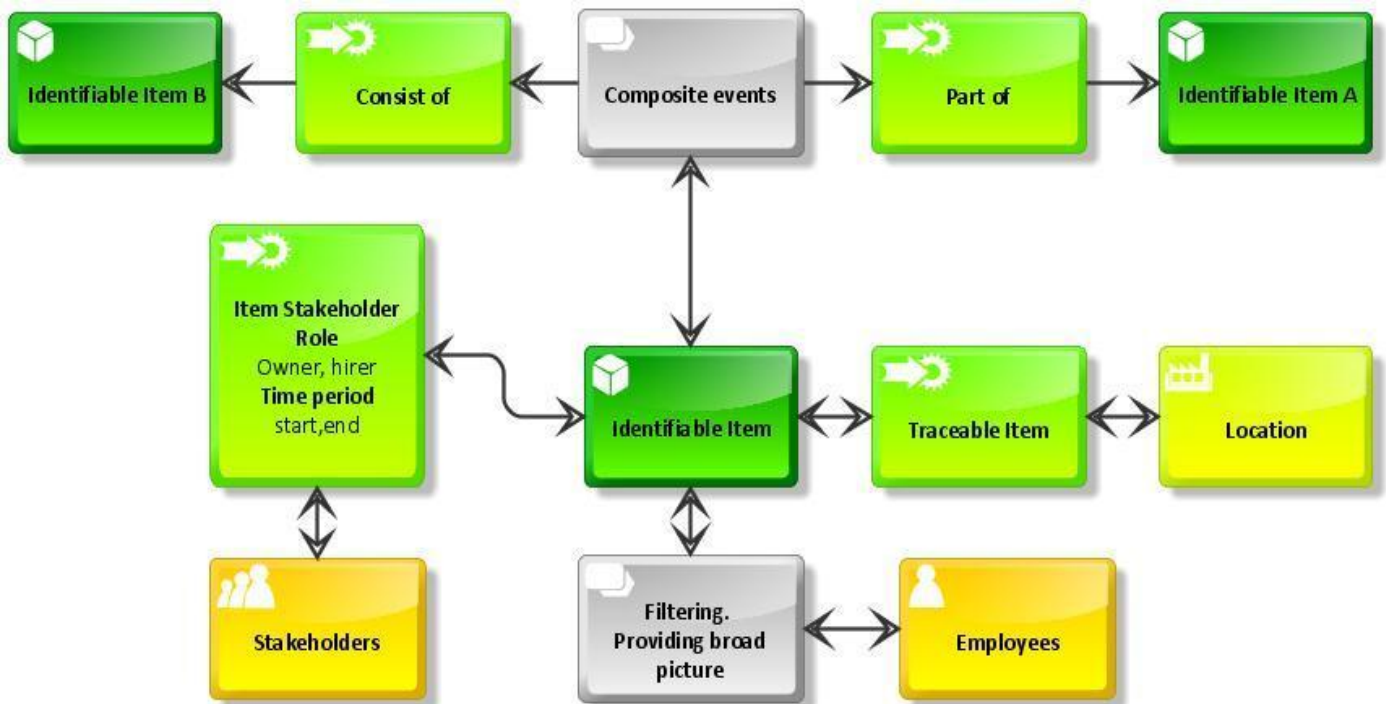 Identifiable Item B
Consist of
Composite events
Part of
Identifiable Item A
Item Stakeholder
Role
Owner, hirer
Time period
start,end
Identifiable Item
Traceable Item
Location
Stakeholders
Filtering.
Providing broad
picture
Employees